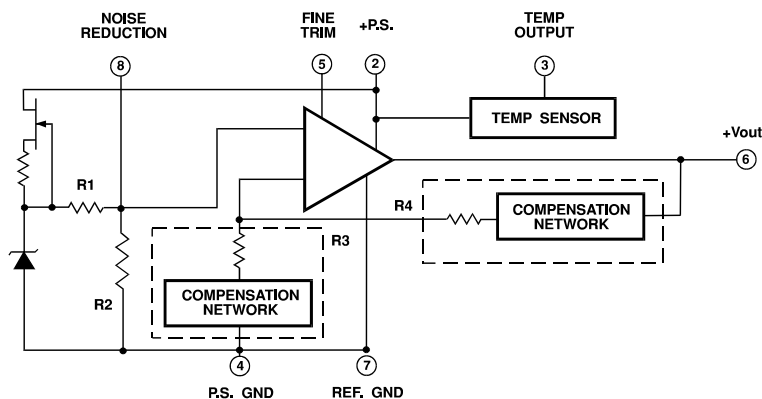 NOISE
REDUCTION
FINE
TRIM
+P.S.
TEMP
OUTPUT
8
5
2
3
TEMP SENSOR
+Vout
6
R1
R4
COMPENSATION
NETWORK
R3
R2
COMPENSATION
NETWORK
4
7
P.S. GND
REF. GND